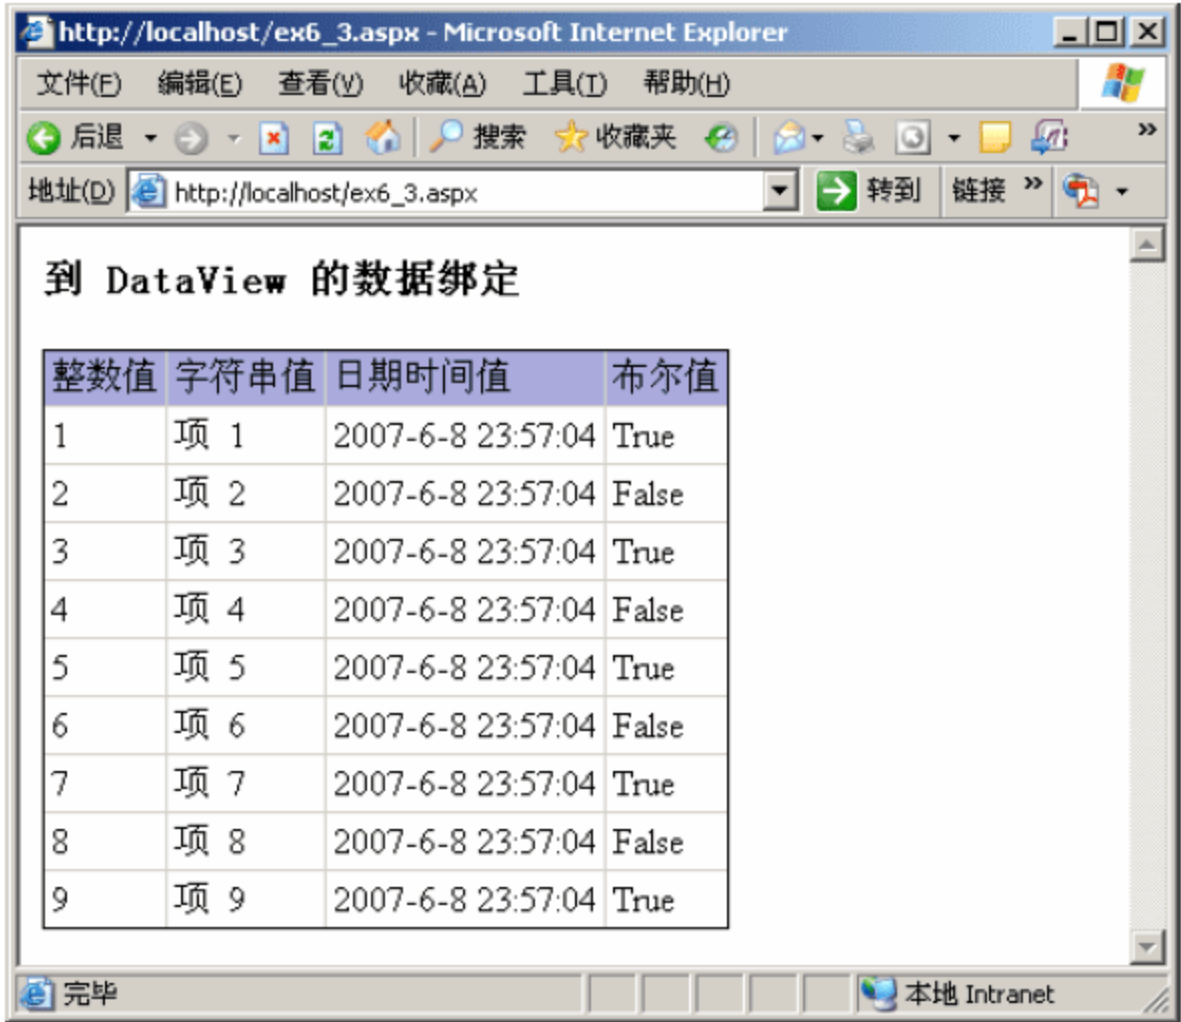 http://localhost/ex6_3.aspx - Microsoft Internet Explorer
文件(F) 编辑(E) 查看(V) 收藏(A) 工具(T) 帮助(H)
后退 搜索 收藏夹 »
地址(D) http://localhost/ex6_3.aspx 转到 链接 »
到 DataView 的数据绑定
整数值 字符串值 日期时间值 布尔值
1 项 1 2007-6-8 23:57:04 True
2 项 2 2007-6-8 23:57:04 False
3 项 3 2007-6-8 23:57:04 True
4 项 4 2007-6-8 23:57:04 False
5 项 5 2007-6-8 23:57:04 True
6 项 6 2007-6-8 23:57:04 False
7 项 7 2007-6-8 23:57:04 True
8 项 8 2007-6-8 23:57:04 False
9 项 9 2007-6-8 23:57:04 True
完毕 本地 Intranet